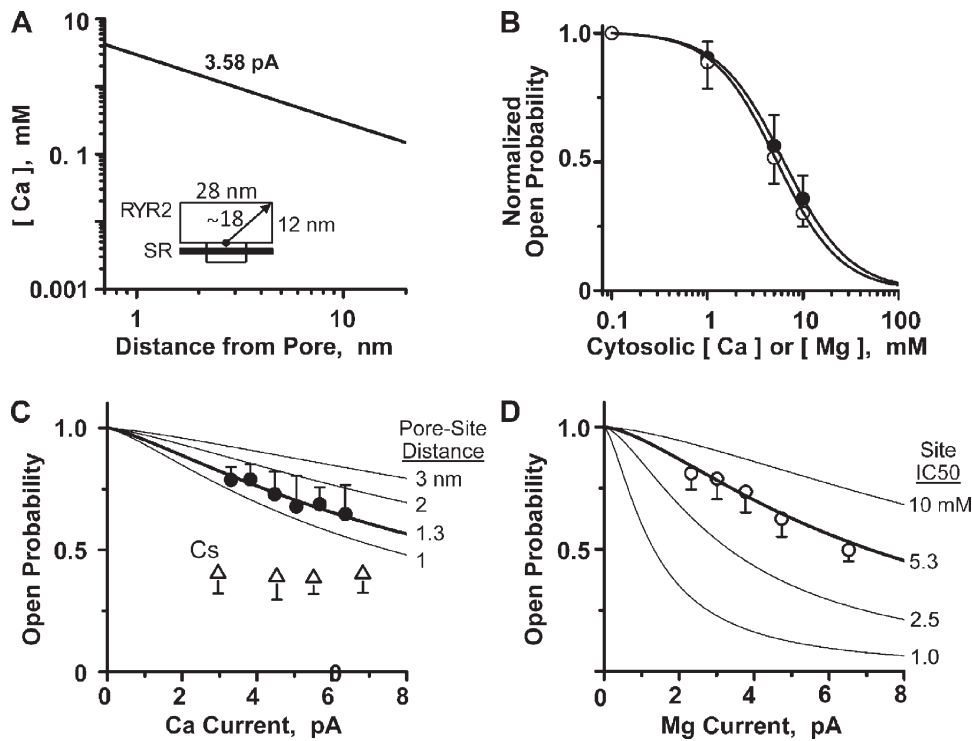 A
10
0.1
0.001
[ Ca ], mM
3.58 pA
28 nm
RYR2
~18
12 nm
SR
1
10
Distance from Pore, nm
B
1.0
0.5
0
Normalized
Open Probability
0.1
1
10
100
Cytosolic [ Ca ] or [ Mg ], mM
C
1.0
0.5
0
Open Probability
Pore-Site
Distance
3 nm
2
1.3
1
Cs
0
2
4
6
8
Ca Current, pA
D
1.0
0.5
Open Probability
Site
IC50
10 mM
5.3
2.5
1.0
0
2
4
6
8
Mg Current, pA